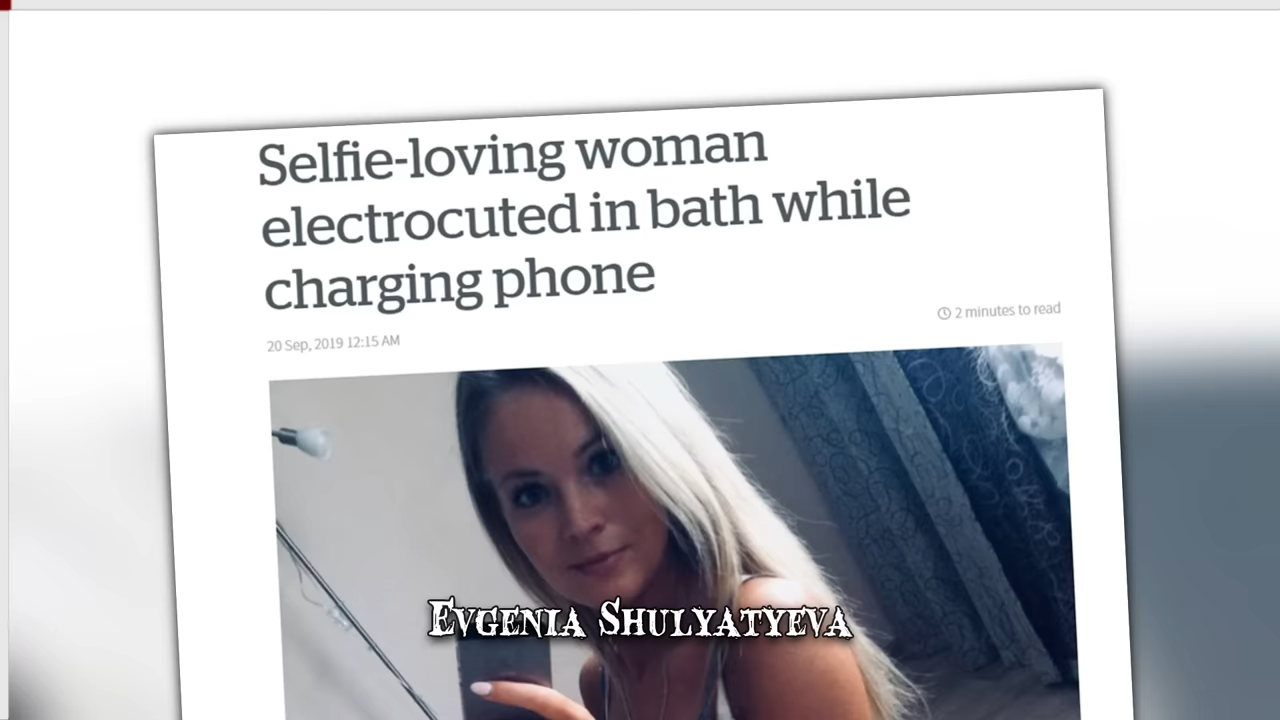 Selfie-loving woman
electrocuted in bath while
charging phone
20 Sep, 2019 12:15 AM
2 minutes to read
Evgenia Shulyatyeva